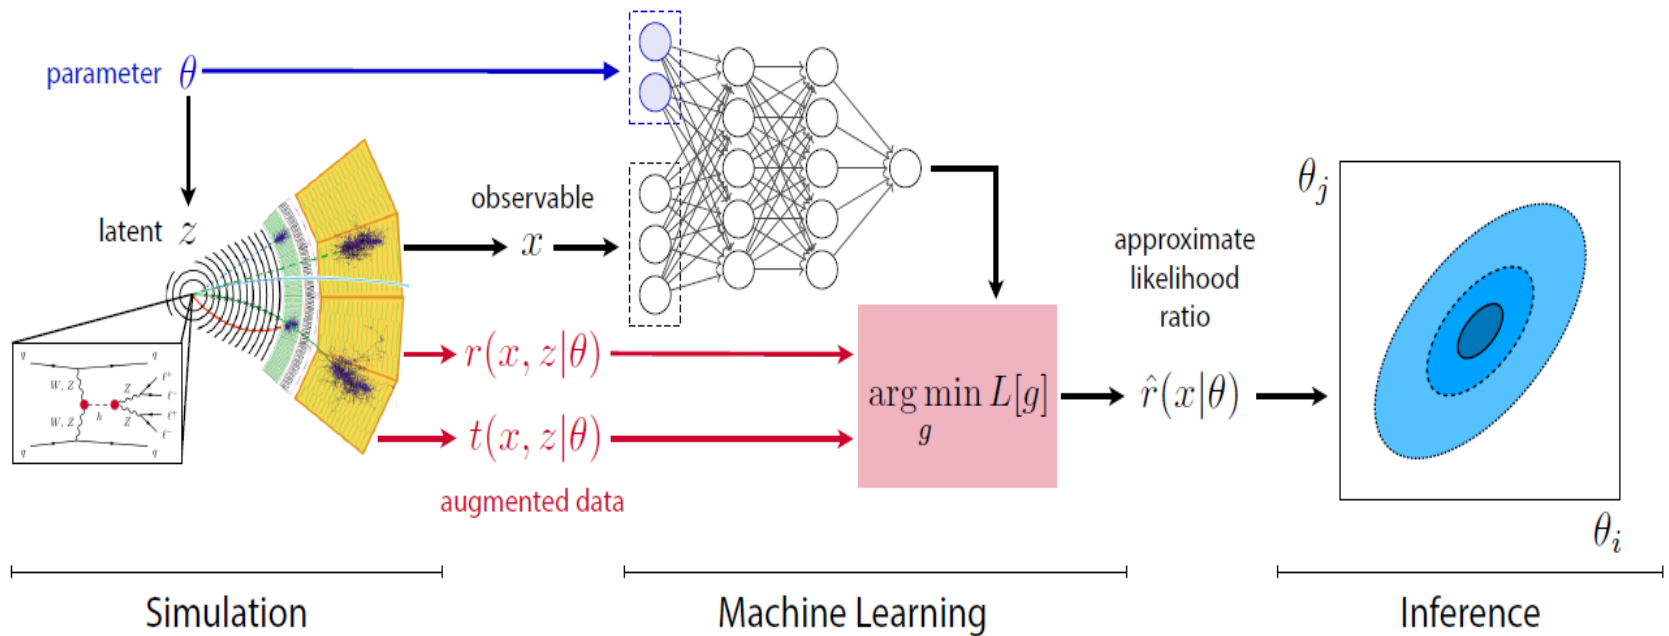 parameter θ
latent z
observable
x
r(x, z|θ)
t(x, z|θ)
augmented data
q
q
W, Z
W, Z
h
Z
Z
ℓ+
ℓ−
ℓ+
ℓ−
q
q
arg min L[g]
g
approximate
likelihood
ratio
r̂(x|θ)
θj
θi
Simulation
Machine Learning
Inference